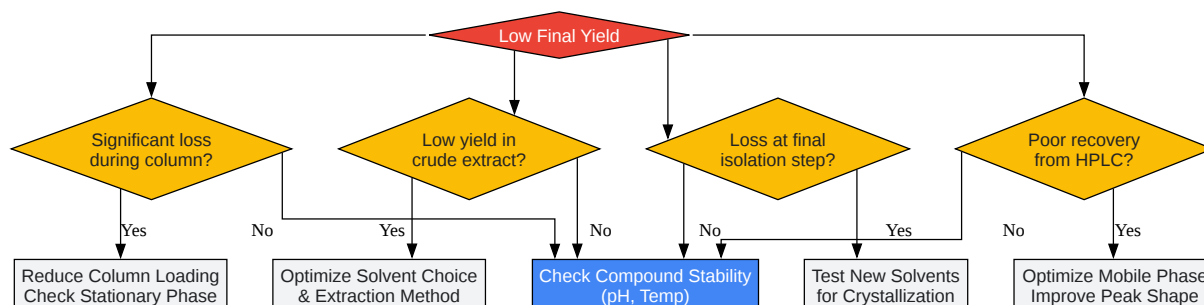 Low Final Yield
Significant loss
during column?
Low yield in
crude extract?
Loss at final
isolation step?
Poor recovery
from HPLC?
Yes
No
Yes
No
No
Yes
No
Yes
Reduce Column Loading
Check Stationary Phase
Optimize Solvent Choice
& Extraction Method
Check Compound Stability
(pH, Temp)
Test New Solvents
for Crystallization
Optimize Mobile Phase
Improve Peak Shape